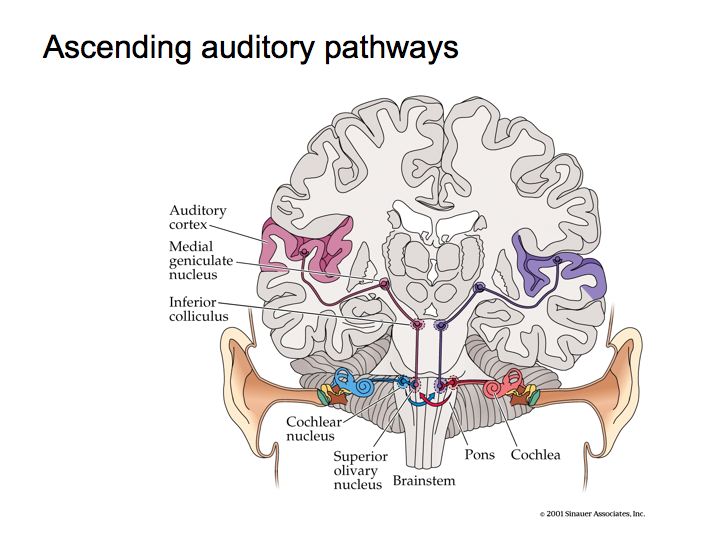 Ascending auditory pathways
Auditory
cortex
Medial
geniculate
nucleus
Inferior
colliculus
Cochlear
nucleus
Superior
olivary
nucleus
Brainstem
Pons
Cochlea
© 2001 Sinauer Associates, Inc.